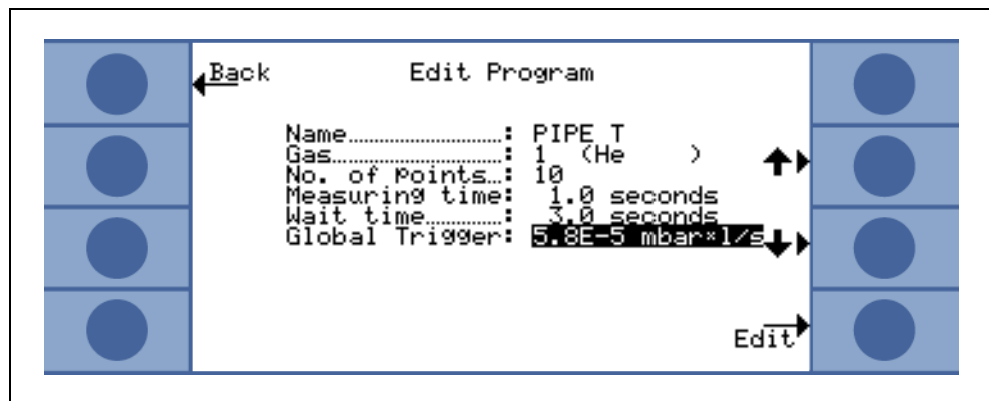 Back Edit Program
Name....................: PIPE T
Gas.....................: 1 (He )
No. of Points...: 10
Measuring time: 1.0 seconds
Wait time............: 3.0 seconds
Global Trigger: 5.8E-5 mbar*l/s
Edit